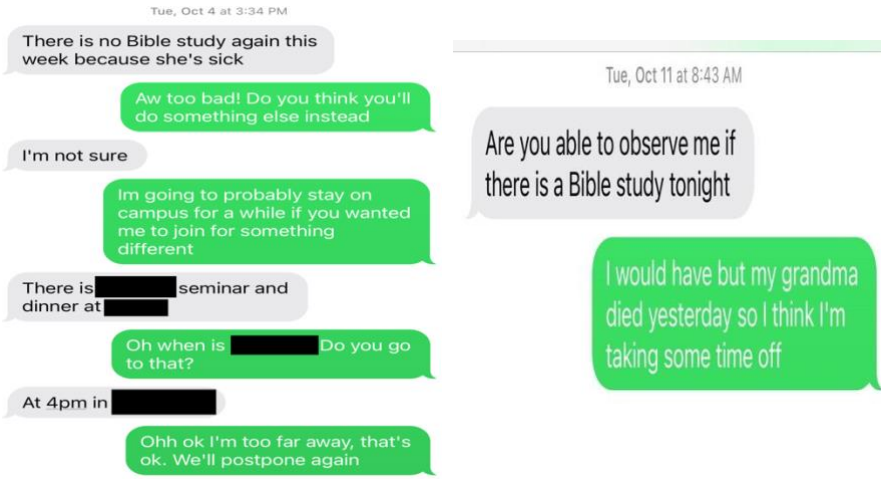 Tue, Oct 4 at 3:34 PM
There is no Bible study again this
week because she's sick
Aw too bad! Do you think you'll
do something else instead
I'm not sure
Im going to probably stay on
campus for a while if you wanted
me to join for something
different
There is seminar and
dinner at
Oh when is Do you go
to that?
At 4pm in
Ohh ok I'm too far away, that's
ok. We'll postpone again
Tue, Oct 11 at 8:43 AM
Are you able to observe me if
there is a Bible study tonight
I would have but my grandma
died yesterday so I think I'm
taking some time off